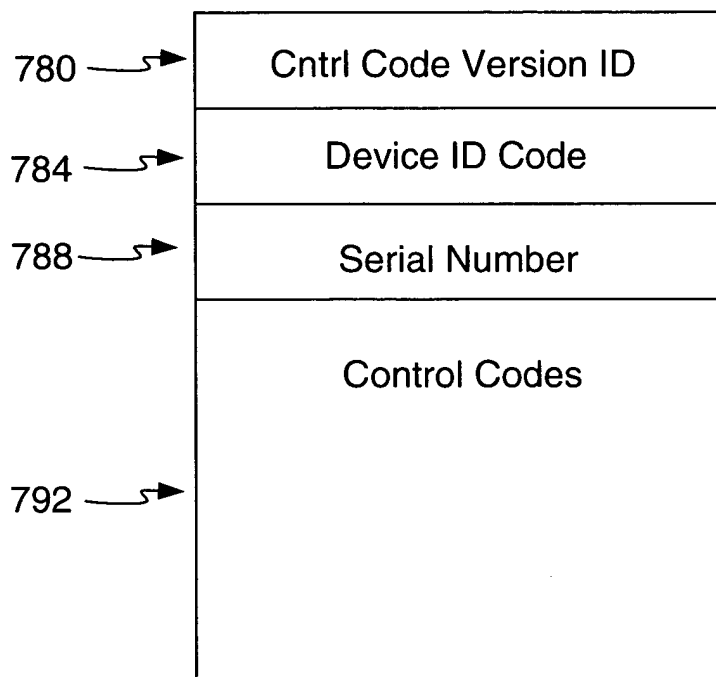 780 Cntrl Code Version ID
784 Device ID Code
788 Serial Number
Control Codes
792